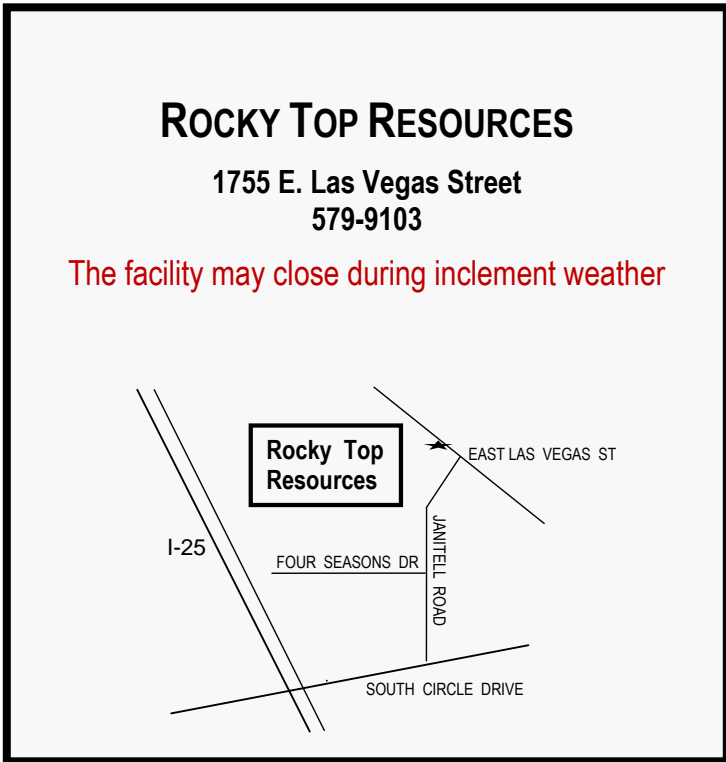 ROCKY TOP RESOURCES
1755 E. Las Vegas Street
579-9103
The facility may close during inclement weather
Rocky Top
Resources
EAST LAS VEGAS ST
I-25
FOUR SEASONS DR
JANITELL ROAD
SOUTH CIRCLE DRIVE